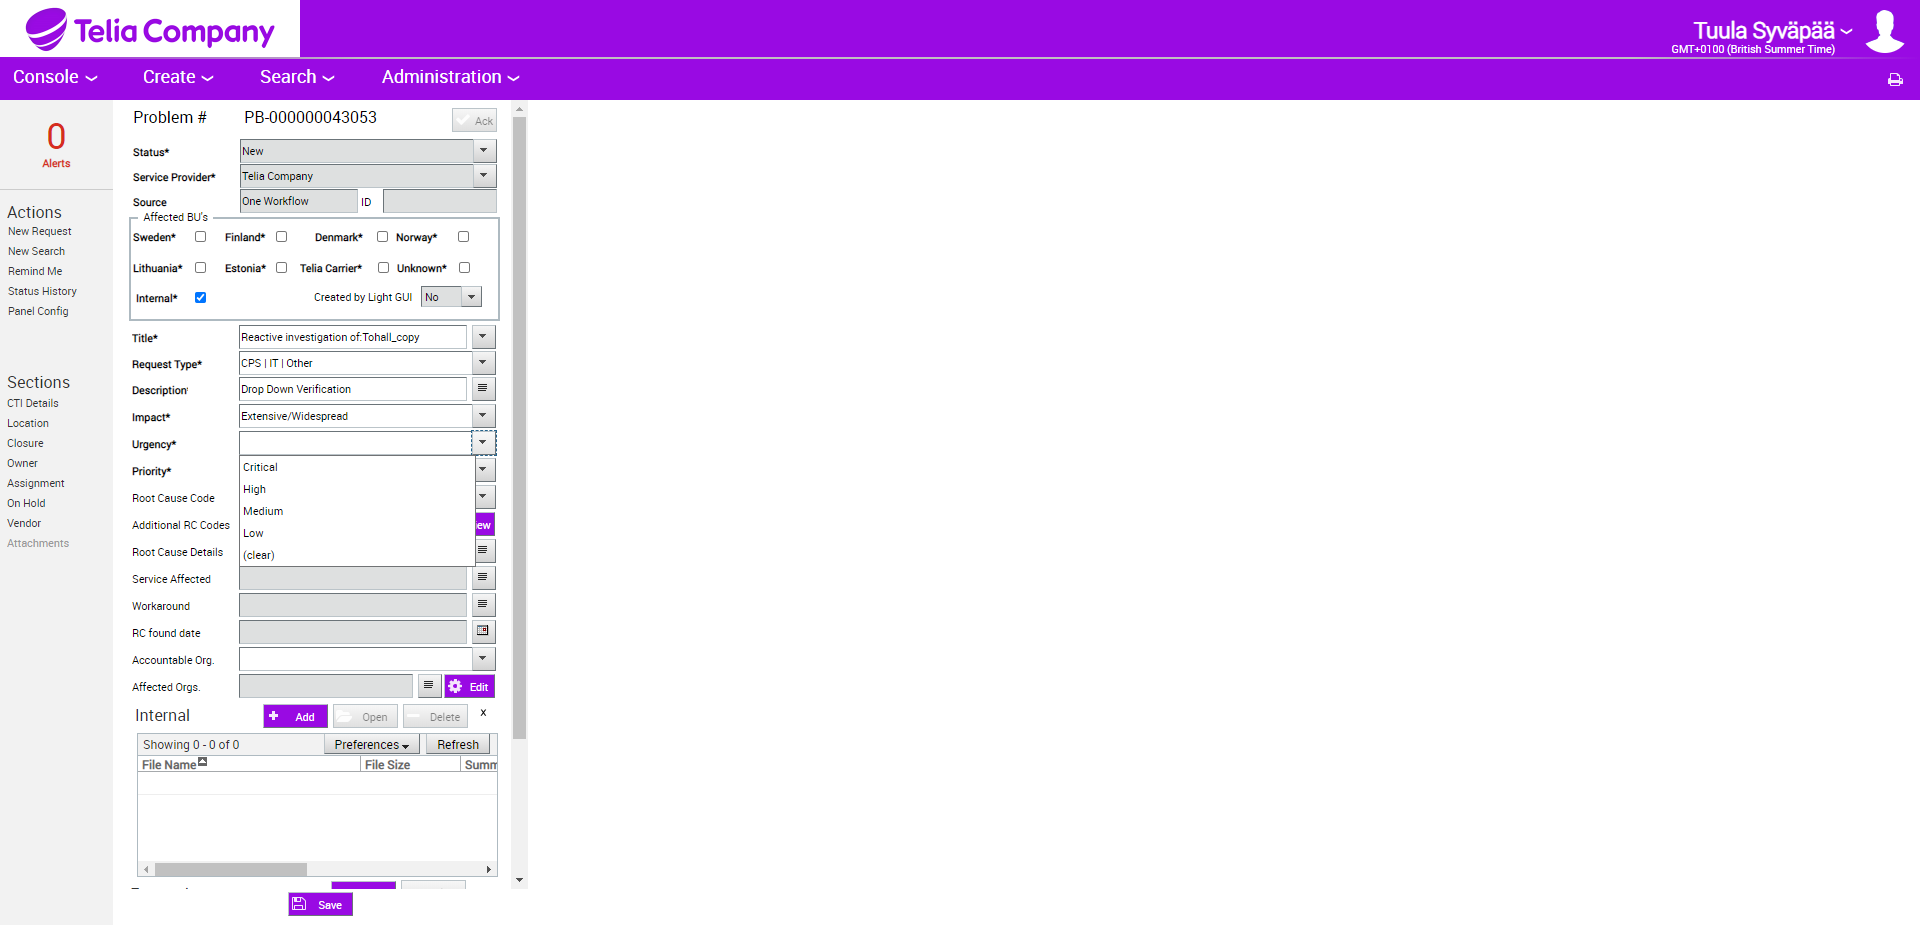 Telia Company
Tuula Syväpää
GMT+0100 (British Summer Time)
Console
Create
Search
Administration
0
Alerts
Actions
New Request
New Search
Remind Me
Status History
Panel Config
Sections
CTI Details
Location
Closure
Owner
Assignment
On Hold
Vendor
Attachments
Problem # PB-000000043053 Ack
Status* New
Service Provider* Telia Company
Source One Workflow ID
Affected BU's
Sweden* Finland* Denmark* Norway*
Lithuania* Estonia* Telia Carrier* Unknown*
Internal* Created by Light GUI No
Title* Reactive investigation of:Tohall_copy
Request Type* CPS | IT | Other
Description Drop Down Verification
Impact* Extensive/Widespread
Urgency*
Critical
High
Medium
Low
(clear)
Priority*
Root Cause Code
Additional RC Codes ew
Root Cause Details
Service Affected
Workaround
RC found date
Accountable Org.
Affected Orgs. Edit
Internal Add Open Delete x
Showing 0 - 0 of 0 Preferences Refresh
File Name File Size Summ
Save